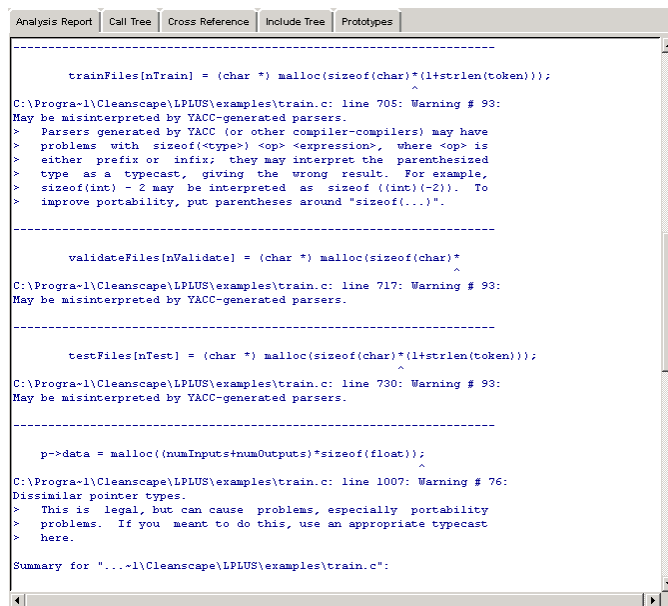 Analysis Report Call Tree Cross Reference Include Tree Prototypes
----------------------------------------------------------------------
trainFiles[nTrain] = (char *) malloc(sizeof(char)*(1+strlen(token)));
^
C:\Progra~1\Cleanscape\LPLUS\examples\train.c: line 705: Warning # 93:
May be misinterpreted by YACC-generated parsers.
> Parsers generated by YACC (or other compiler-compilers) may have
> problems with sizeof(<type>) <op> <expression>, where <op> is
> either prefix or infix; they may interpret the parenthesized
> type as a typecast, giving the wrong result. For example,
> sizeof(int) - 2 may be interpreted as sizeof ((int)(-2)). To
> improve portability, put parentheses around "sizeof(...)".
----------------------------------------------------------------------
validateFiles[nValidate] = (char *) malloc(sizeof(char)*
^
C:\Progra~1\Cleanscape\LPLUS\examples\train.c: line 717: Warning # 93:
May be misinterpreted by YACC-generated parsers.
----------------------------------------------------------------------
testFiles[nTest] = (char *) malloc(sizeof(char)*(1+strlen(token)));
^
C:\Progra~1\Cleanscape\LPLUS\examples\train.c: line 730: Warning # 93:
May be misinterpreted by YACC-generated parsers.
----------------------------------------------------------------------
p->data = malloc((numInputs+numOutputs)*sizeof(float));
^
C:\Progra~1\Cleanscape\LPLUS\examples\train.c: line 1007: Warning # 76:
Dissimilar pointer types.
> This is legal, but can cause problems, especially portability
> problems. If you meant to do this, use an appropriate typecast
> here.
Summary for "...~1\Cleanscape\LPLUS\examples\train.c":